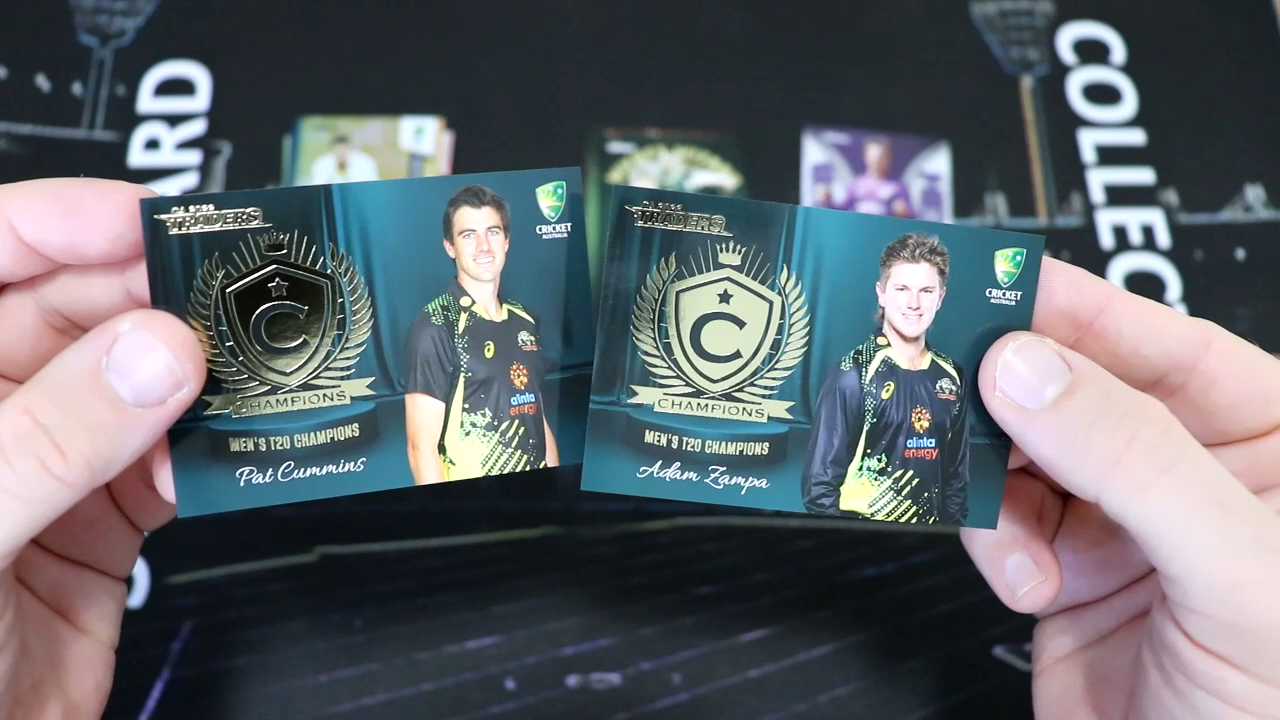 ARD
COLLEC
TRADERS
CRICKET
AUSTRALIA
C
CHAMPIONS
MEN'S T20 CHAMPIONS
Pat Cummins
alinta
energy
TRADERS
CRICKET
AUSTRALIA
C
CHAMPIONS
MEN'S T20 CHAMPIONS
Adam Zampa
alinta
energy